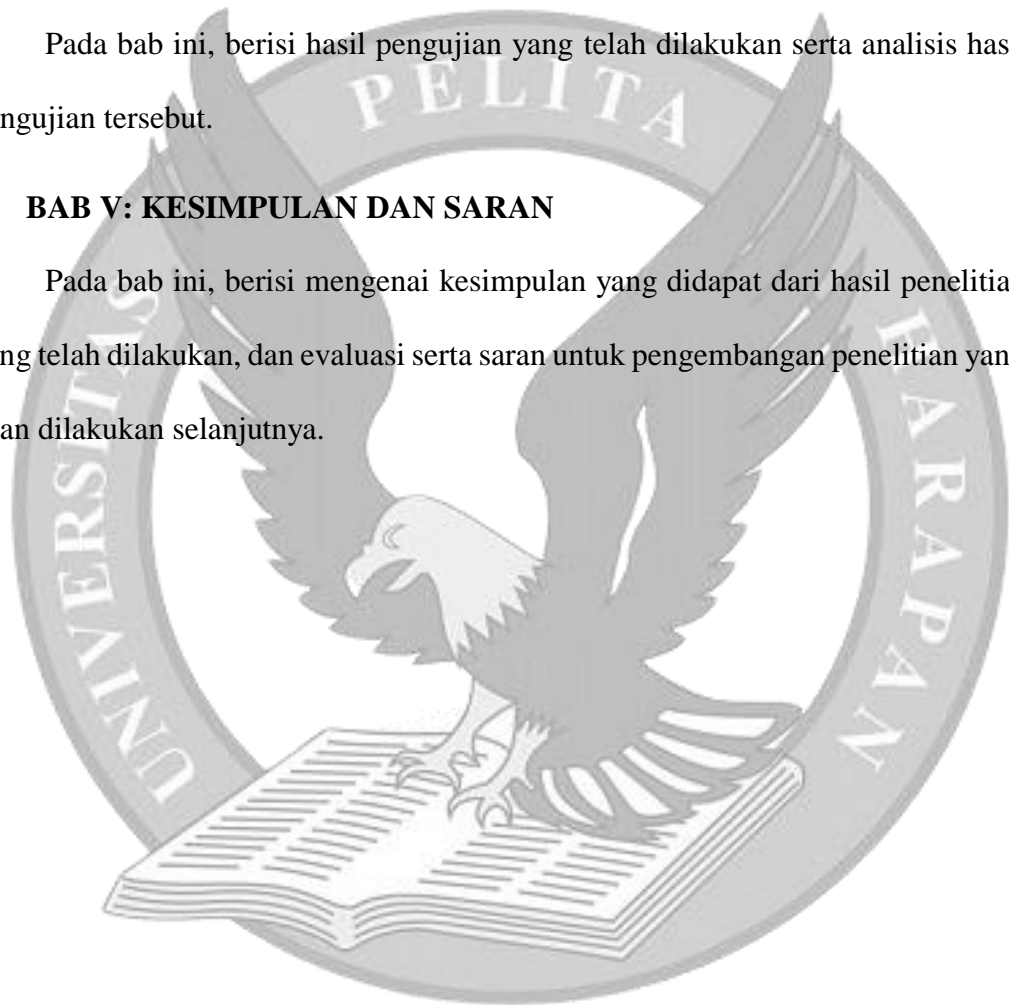 Pada bab ini, berisi hasil pengujian yang telah dilakukan serta analisis has
ngujian tersebut.
BAB V: KESIMPULAN DAN SARAN
Pada bab ini, berisi mengenai kesimpulan yang didapat dari hasil penelitia
ng telah dilakukan, dan evaluasi serta saran untuk pengembangan penelitian yan
an dilakukan selanjutnya.
UNIVERSITAS PELITA HARAPAN